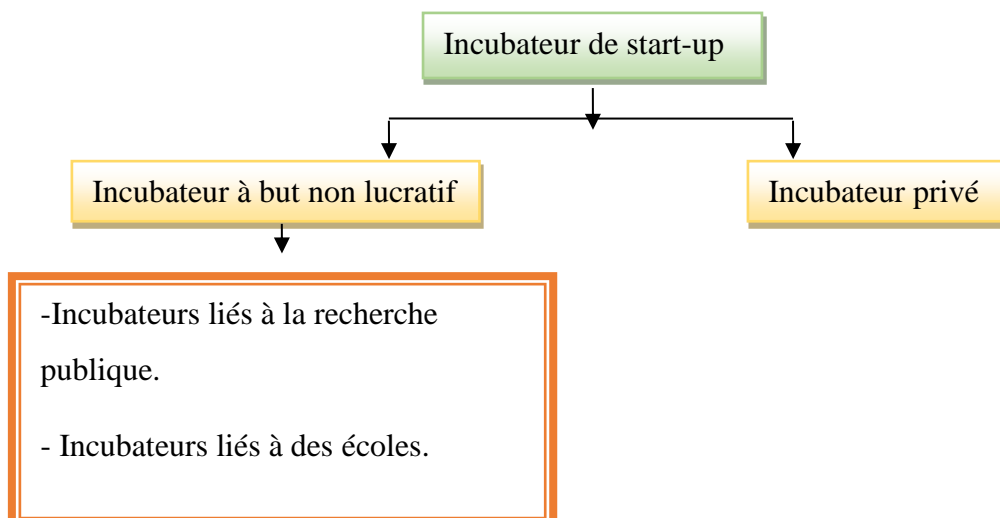 Incubateur de start-up
Incubateur à but non lucratif
Incubateur privé
-Incubateurs liés à la recherche
publique.
- Incubateurs liés à des écoles.